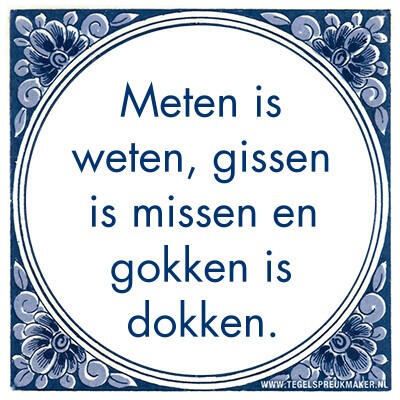 Meten is
weten, gissen
is missen en
gokken is
dokken.
WWW.TEGELSPREUKMAKER.NL